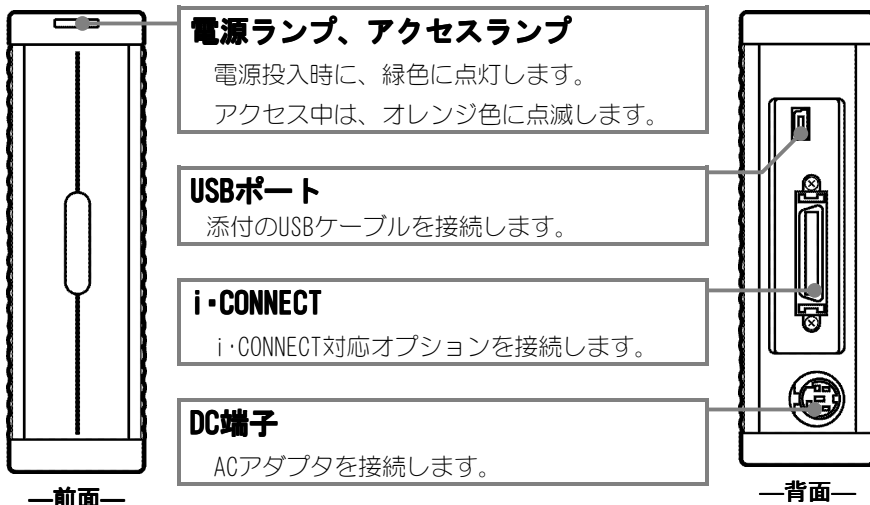 電源ランプ、アクセスランプ
電源投入時に、緑色に点灯します。
アクセス中は、オレンジ色に点滅します。
USBポート
添付のUSBケーブルを接続します。
i・CONNECT
i・CONNECT対応オプションを接続します。
DC端子
ACアダプタを接続します。
―前面―
―背面―